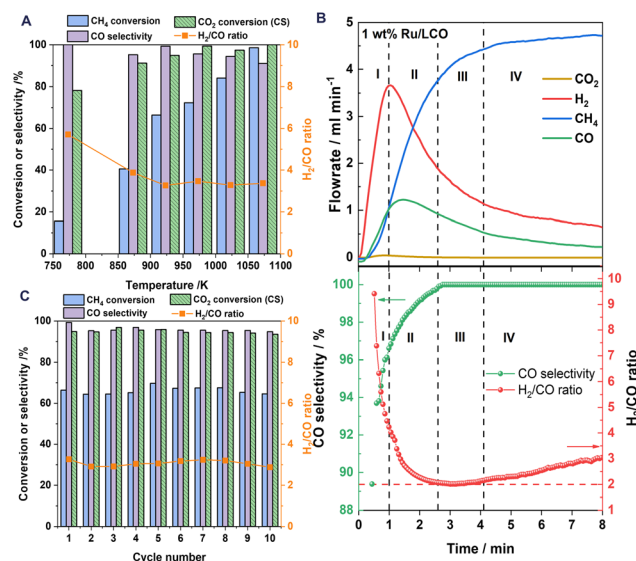 A
CH4 conversion
CO2 conversion (CS)
CO selectivity
H2/CO ratio
Conversion or selectivity /%
100
80
60
40
20
0
10
8
6
4
2
0
H2/CO ratio
750 800 850 900 950 1000 1050 1100
Temperature / K
B
1 wt% Ru/LCO
I II III IV
CO2
H2
CH4
CO
Flowrate / ml min-1
5
4
3
2
1
0
I II III IV
CO selectivity
H2/CO ratio
CO selectivity / %
100
98
96
94
92
90
88
10
9
8
7
6
5
4
3
2
1
H2/CO ratio
0 1 2 3 4 5 6 7 8
Time / min
C
CH4 conversion
CO2 conversion (CS)
CO selectivity
H2/CO ratio
Conversion or selectivity /%
100
80
60
40
20
0
10
8
6
4
2
0
H2/CO ratio
1 2 3 4 5 6 7 8 9 10
Cycle number